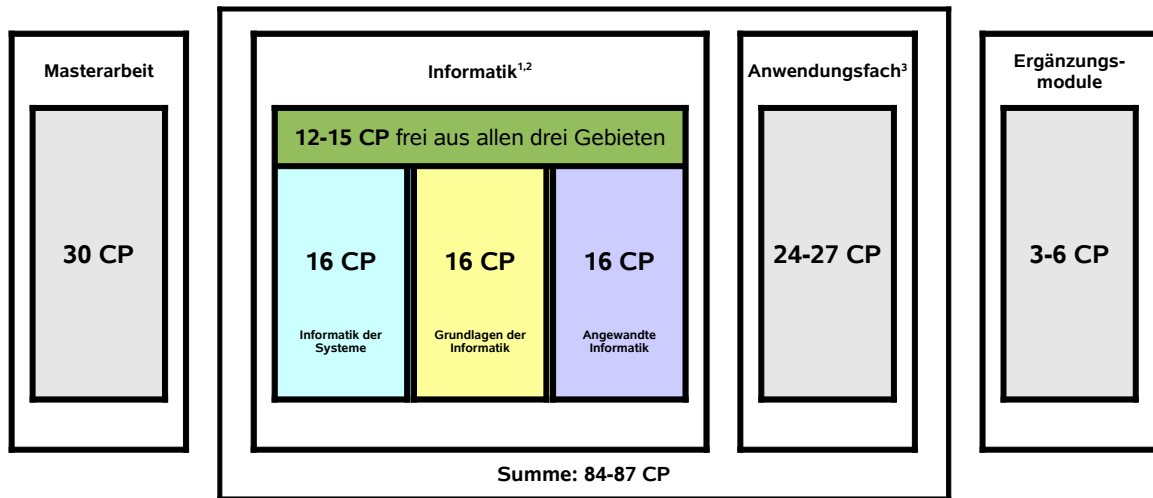 Masterarbeit
30 CP
Informatik1,2
12-15 CP frei aus allen drei Gebieten
16 CP
Informatik der
Systeme
16 CP
Grundlagen der
Informatik
16 CP
Angewandte
Informatik
Anwendungsfach3
24-27 CP
Ergänzungs-
module
3-6 CP
Summe: 84-87 CP